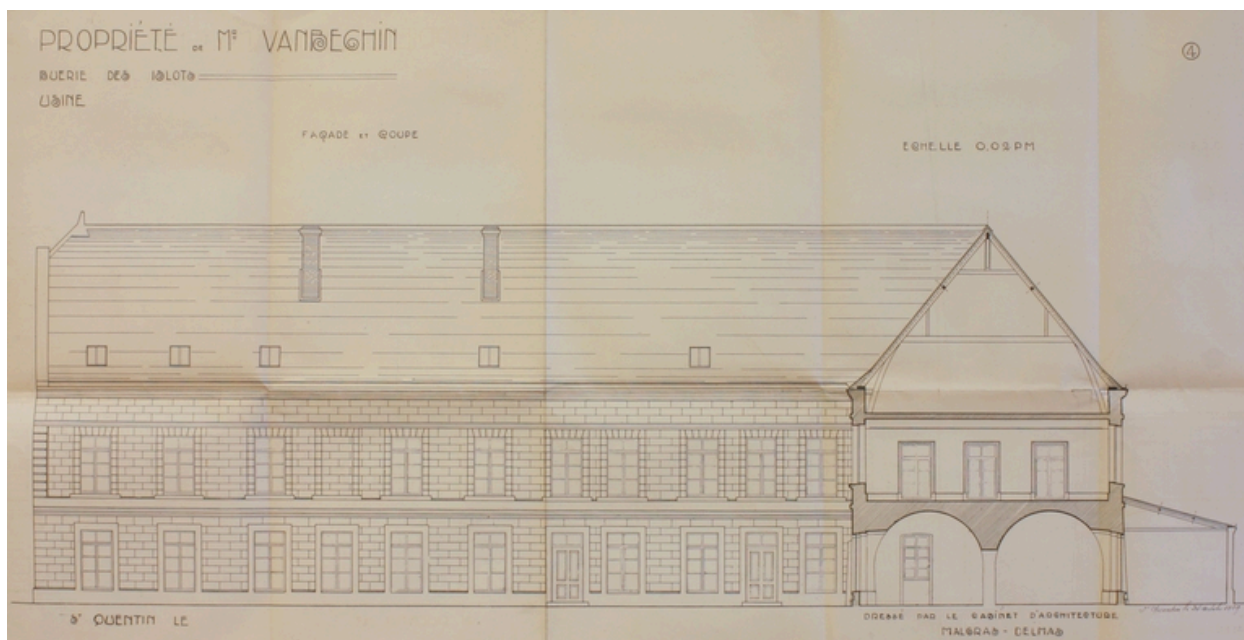 PROPRIÉTÉ DE Mᴿ VANBEGHIN
BUERIE DES ISLOTS
USINE
④
FAÇADE ET COUPE
ECHELLE 0,02 PM
Sᵗ QUENTIN LE
DRESSÉ PAR LE CABINET D'ARCHITECTURE
MALGRAS - DELMAS